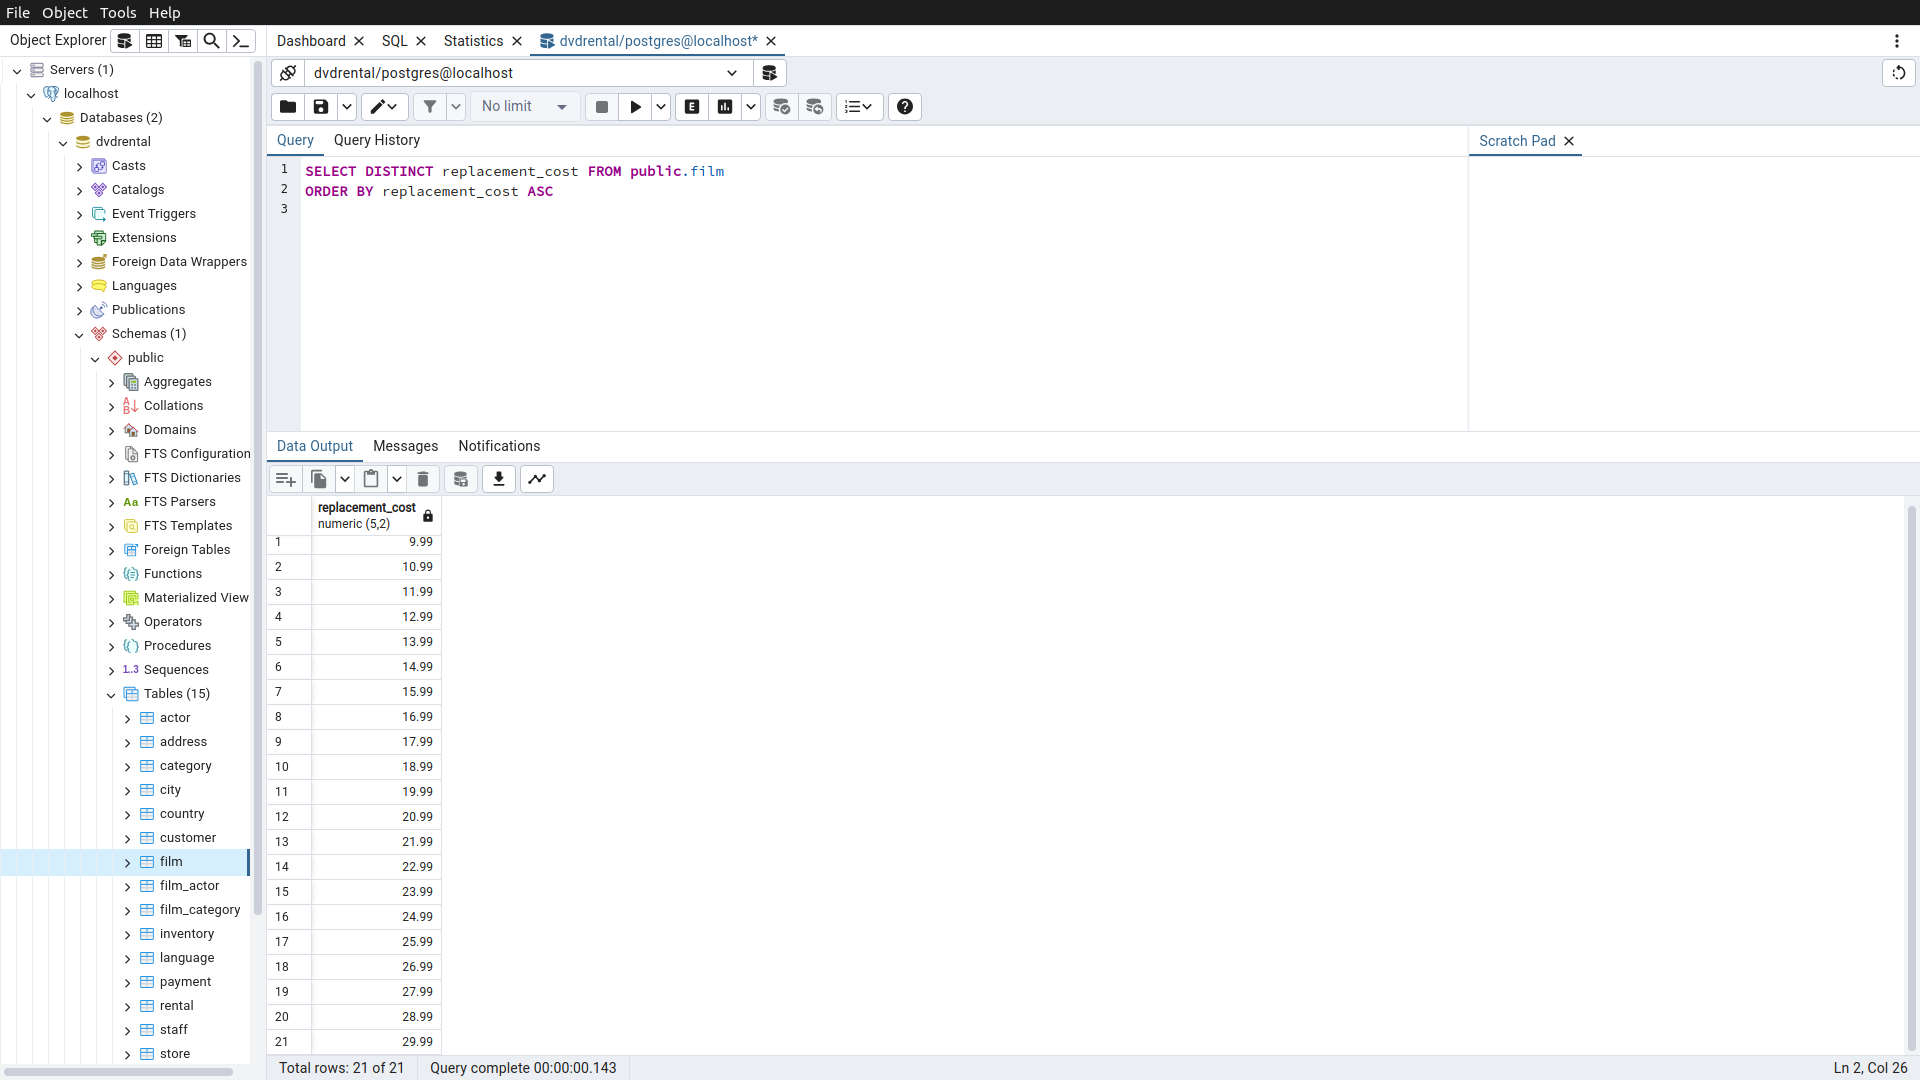 File Object Tools Help
Object Explorer
Dashboard SQL Statistics dvdrental/postgres@localhost*
dvdrental/postgres@localhost
No limit
E
Query Query History
Scratch Pad
1 SELECT DISTINCT replacement_cost FROM public.film
2 ORDER BY replacement_cost ASC
3
Servers (1)
localhost
Databases (2)
dvdrental
Casts
Catalogs
Event Triggers
Extensions
Foreign Data Wrappers
Languages
Publications
Schemas (1)
public
Aggregates
Collations
Domains
FTS Configuration
FTS Dictionaries
Aa FTS Parsers
FTS Templates
Foreign Tables
Functions
Materialized View
Operators
Procedures
1..3 Sequences
Tables (15)
actor
address
category
city
country
customer
film
film_actor
film_category
inventory
language
payment
rental
staff
store
Data Output Messages Notifications
replacement_cost
numeric (5,2)
1 9.99
2 10.99
3 11.99
4 12.99
5 13.99
6 14.99
7 15.99
8 16.99
9 17.99
10 18.99
11 19.99
12 20.99
13 21.99
14 22.99
15 23.99
16 24.99
17 25.99
18 26.99
19 27.99
20 28.99
21 29.99
Total rows: 21 of 21 Query complete 00:00:00.143 Ln 2, Col 26